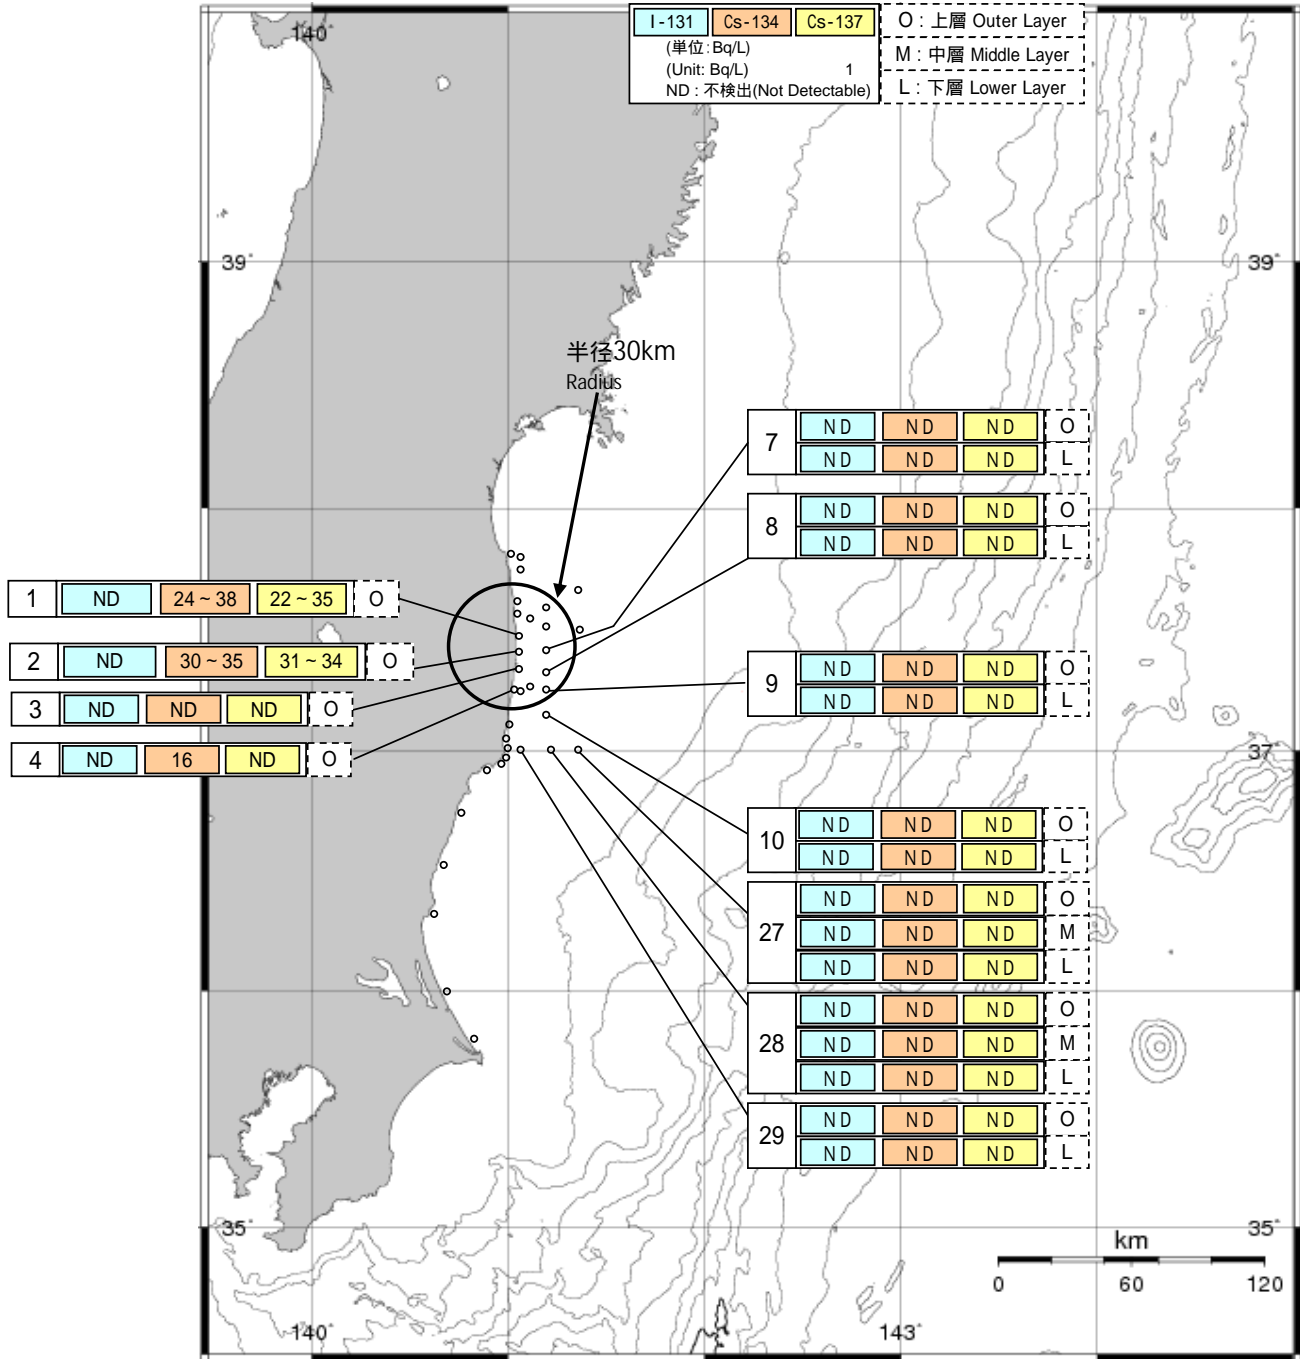 140°
I-131 Cs-134 Cs-137
(単位:Bq/L)
(Unit: Bq/L) 1
ND : 不検出(Not Detectable)
O : 上層 Outer Layer
M : 中層 Middle Layer
L : 下層 Lower Layer
39° 39°
半径30km
Radius
7 ND ND ND O
ND ND ND L
8 ND ND ND O
ND ND ND L
1 ND 24~38 22~35 O
2 ND 30~35 31~34 O
3 ND ND ND O
4 ND 16 ND O
9 ND ND ND O
ND ND ND L
37°
10 ND ND ND O
ND ND ND L
27 ND ND ND O
ND ND ND M
ND ND ND L
28 ND ND ND O
ND ND ND M
ND ND ND L
29 ND ND ND O
ND ND ND L
35° 35°
km
0 60 120
140° 143°